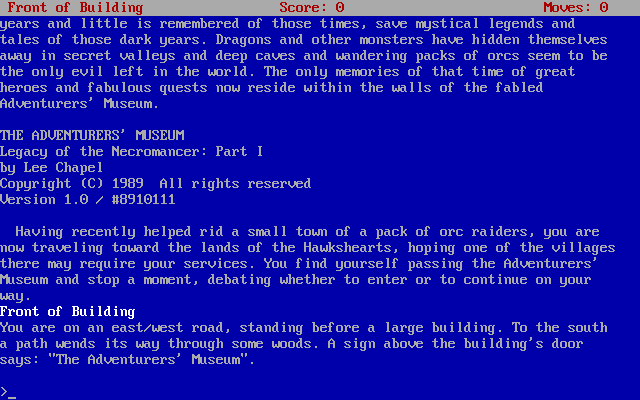 Front of Building Score: 0 Moves: 0
years and little is remembered of those times, save mystical legends and
tales of those dark years. Dragons and other monsters have hidden themselves
away in secret valleys and deep caves and wandering packs of orcs seem to be
the only evil left in the world. The only memories of that time of great
heroes and fabulous quests now reside within the walls of the fabled
Adventurers' Museum.
THE ADVENTURERS' MUSEUM
Legacy of the Necromancer: Part I
by Lee Chapel
Copyright (C) 1989  All rights reserved
Version 1.0 / #8910111
Having recently helped rid a small town of a pack of orc raiders, you are
now traveling toward the lands of the Hawkshearts, hoping one of the villages
there may require your services. You find yourself passing the Adventurers'
Museum and stop a moment, debating whether to enter or to continue on your
way.
Front of Building
You are on an east/west road, standing before a large building. To the south
a path wends its way through some woods. A sign above the building's door
says: "The Adventurers' Museum".
>_